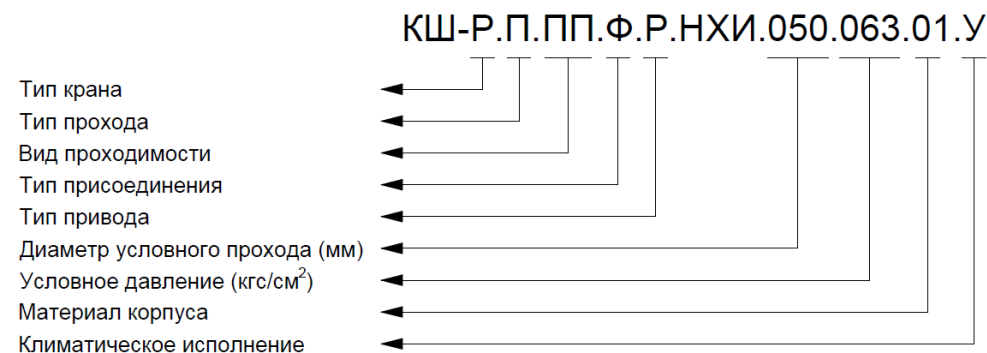 КШ-Р.П.ПП.Ф.Р.НХИ.050.063.01.У
Тип крана
Тип прохода
Вид проходимости
Тип присоединения
Тип привода
Диаметр условного прохода (мм)
Условное давление (кгс/см²)
Материал корпуса
Климатическое исполнение